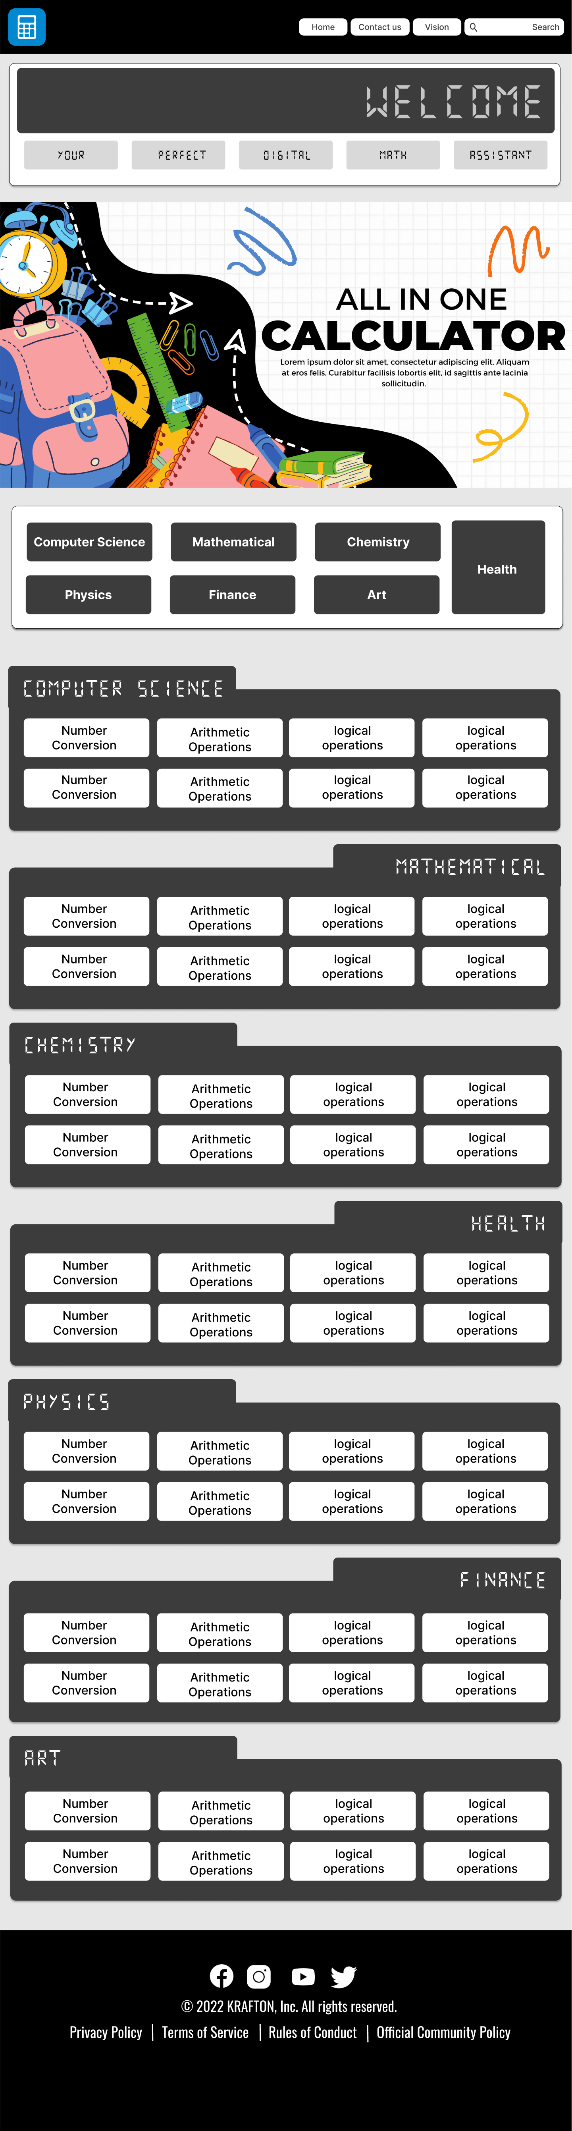 Home
Contact us
Vision
Search
WELCOME
YOUR
PERFECT
DIGITAL
MATH
ASSISTANT
ALL IN ONE
CALCULATOR
Lorem ipsum dolor sit amet, consectetur adipiscing elit. Aliquam
at eros felis. Curabitur facilisis lobortis elit, id sagittis ante lacinia
sollicitudin.
Computer Science
Mathematical
Chemistry
Health
Physics
Finance
Art
COMPUTER SCIENCE
Number
Conversion
Arithmetic
Operations
logical
operations
logical
operations
Number
Conversion
Arithmetic
Operations
logical
operations
logical
operations
MATHEMATICAL
Number
Conversion
Arithmetic
Operations
logical
operations
logical
operations
Number
Conversion
Arithmetic
Operations
logical
operations
logical
operations
CHEMISTRY
Number
Conversion
Arithmetic
Operations
logical
operations
logical
operations
Number
Conversion
Arithmetic
Operations
logical
operations
logical
operations
HEALTH
Number
Conversion
Arithmetic
Operations
logical
operations
logical
operations
Number
Conversion
Arithmetic
Operations
logical
operations
logical
operations
PHYSICS
Number
Conversion
Arithmetic
Operations
logical
operations
logical
operations
Number
Conversion
Arithmetic
Operations
logical
operations
logical
operations
FINANCE
Number
Conversion
Arithmetic
Operations
logical
operations
logical
operations
Number
Conversion
Arithmetic
Operations
logical
operations
logical
operations
ART
Number
Conversion
Arithmetic
Operations
logical
operations
logical
operations
Number
Conversion
Arithmetic
Operations
logical
operations
logical
operations
© 2022 KRAFTON, Inc. All rights reserved.
Privacy Policy | Terms of Service | Rules of Conduct | Official Community Policy